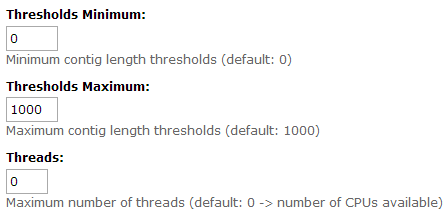 Thresholds Minimum:
0
Minimum contig length thresholds (default: 0)
Thresholds Maximum:
1000
Maximum contig length thresholds (default: 1000)
Threads:
0
Maximum number of threads (default: 0 -> number of CPUs available)